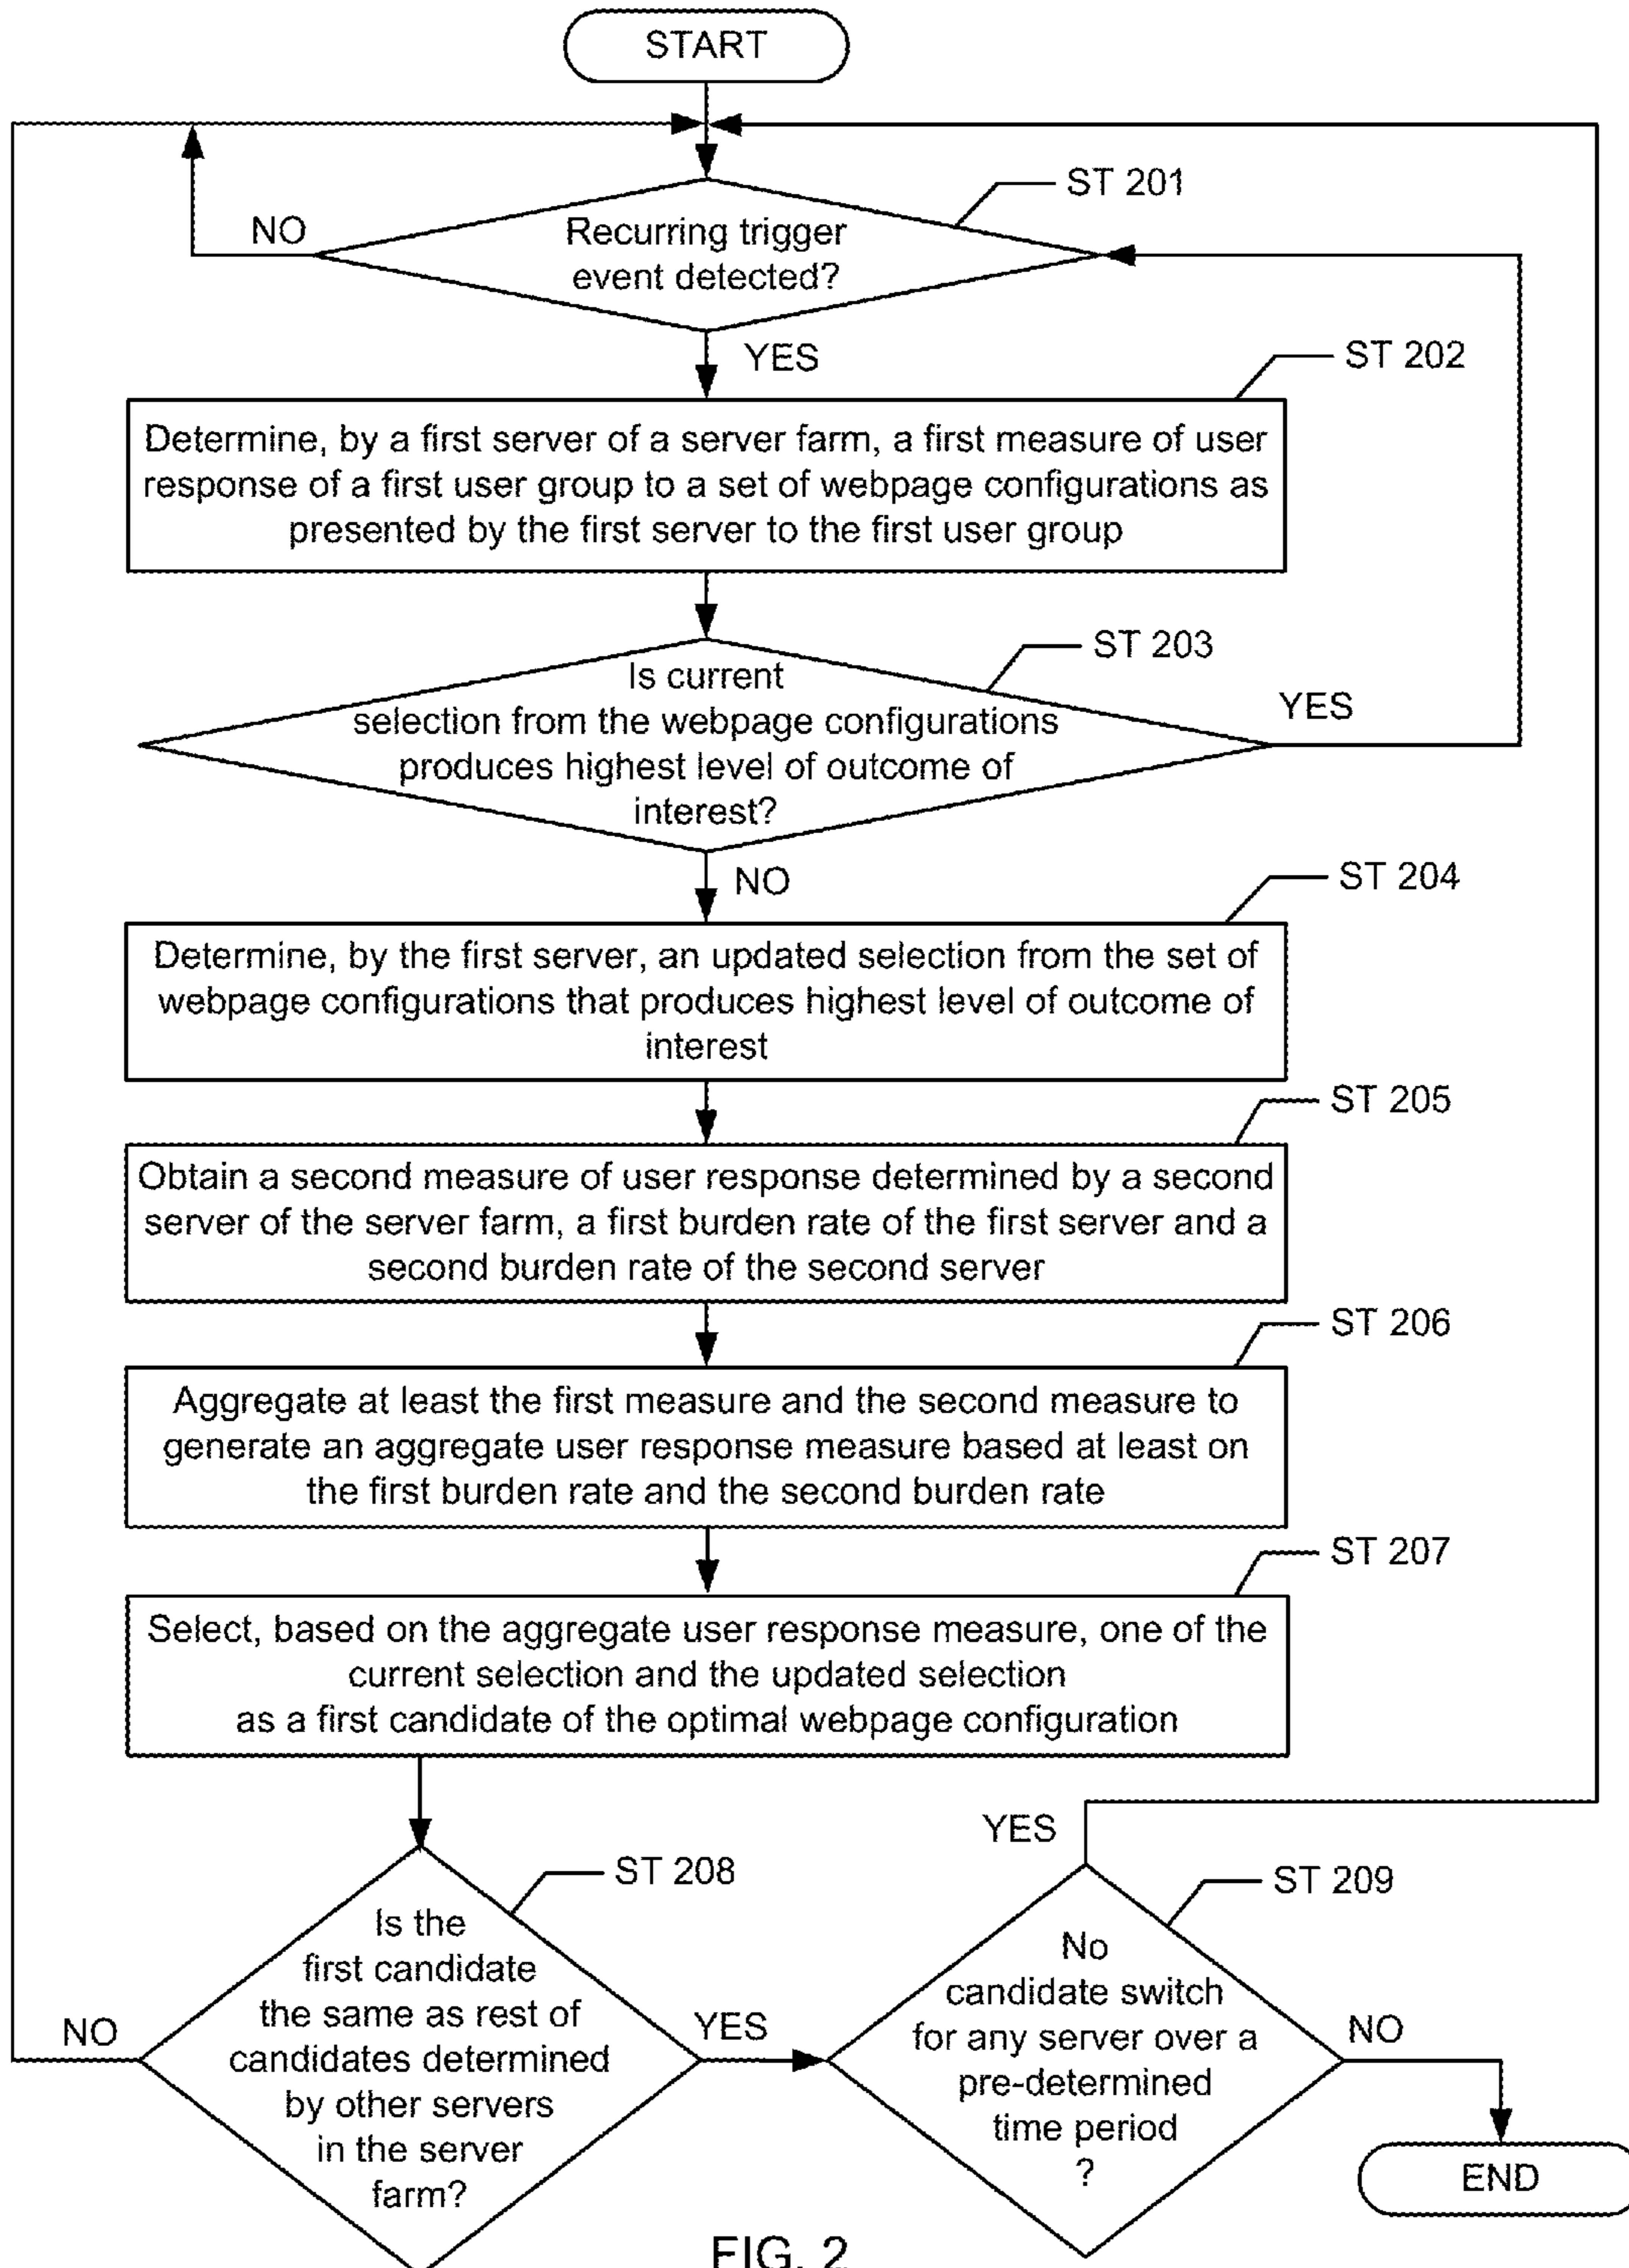 START
ST 201
Recurring trigger
event detected?
NO
YES
ST 202
Determine, by a first server of a server farm, a first measure of user
response of a first user group to a set of webpage configurations as
presented by the first server to the first user group
ST 203
Is current
selection from the webpage configurations
produces highest level of outcome of
interest?
YES
NO
ST 204
Determine, by the first server, an updated selection from the set of
webpage configurations that produces highest level of outcome of
interest
ST 205
Obtain a second measure of user response determined by a second
server of the server farm, a first burden rate of the first server and a
second burden rate of the second server
ST 206
Aggregate at least the first measure and the second measure to
generate an aggregate user response measure based at least on
the first burden rate and the second burden rate
ST 207
Select, based on the aggregate user response measure, one of the
current selection and the updated selection
as a first candidate of the optimal webpage configuration
ST 208
Is the
first candidate
the same as rest of
candidates determined
by other servers
in the server
farm?
NO
YES
YES
ST 209
No
candidate switch
for any server over a
pre-determined
time period
?
NO
END
FIG. 2